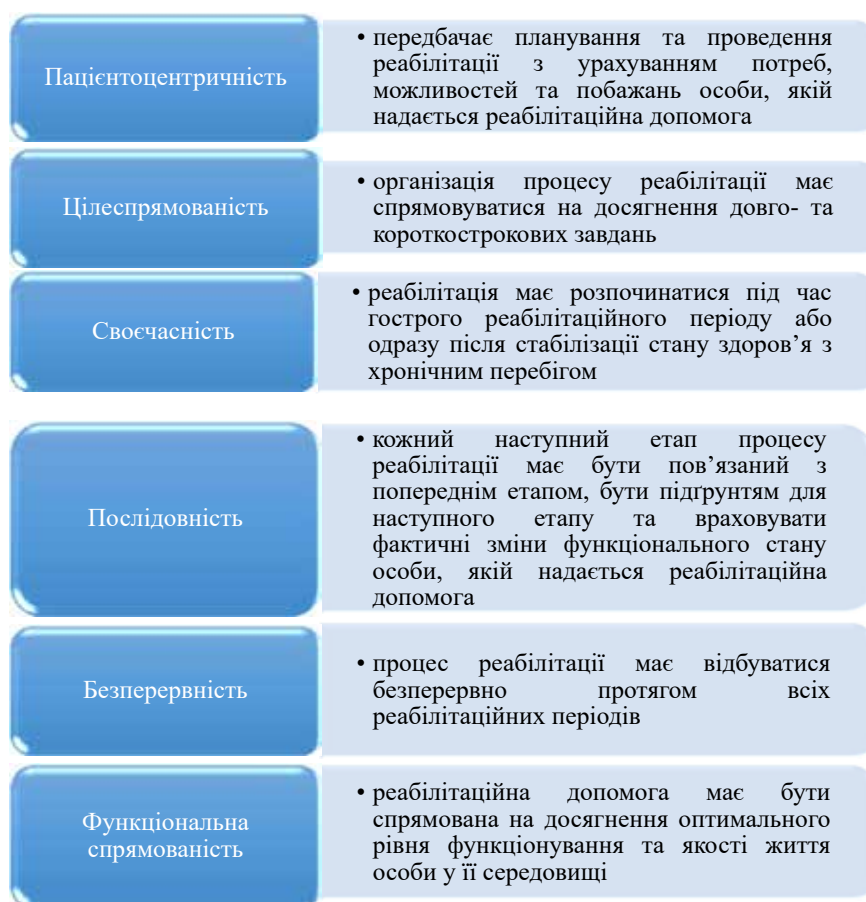 Пацієнтоцентричність
• передбачає планування та проведення
реабілітації з урахуванням потреб,
можливостей та побажань особи, якій
надається реабілітаційна допомога
Цілеспрямованість
• організація процесу реабілітації має
спрямовуватися на досягнення довго- та
короткострокових завдань
Своєчасність
• реабілітація має розпочинатися під час
гострого реабілітаційного періоду або
одразу після стабілізації стану здоров’я з
хронічним перебігом
Послідовність
• кожний наступний етап процесу
реабілітації має бути пов’язаний з
попереднім етапом, бути підґрунтям для
наступного етапу та враховувати
фактичні зміни функціонального стану
особи, якій надається реабілітаційна
допомога
Безперервність
• процес реабілітації має відбуватися
безперервно протягом всіх
реабілітаційних періодів
Функціональна
спрямованість
• реабілітаційна допомога має бути
спрямована на досягнення оптимального
рівня функціонування та якості життя
особи у її середовищі